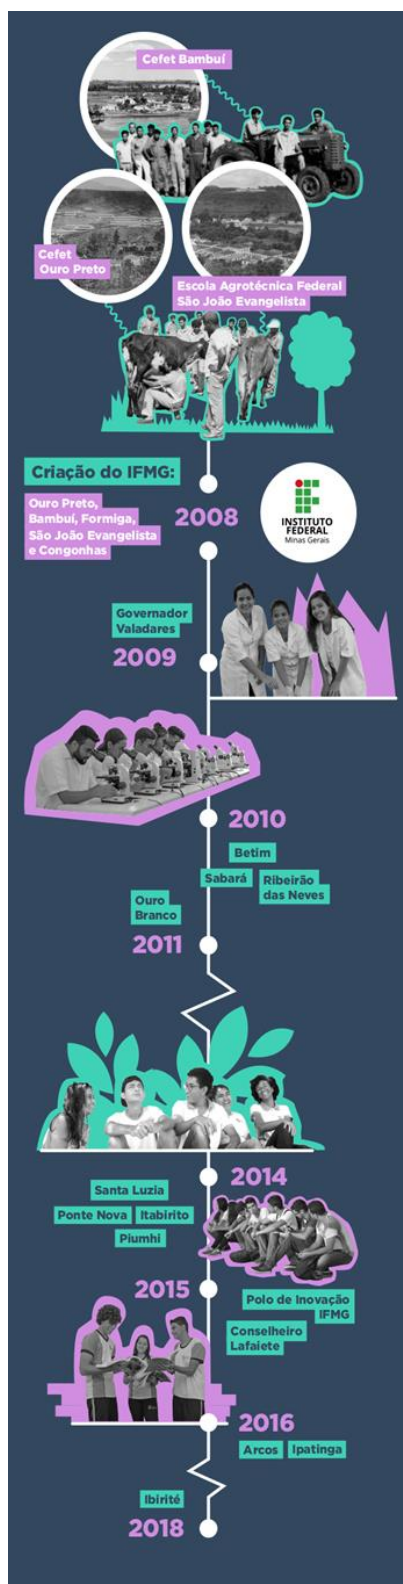 Cefet Bambuí
Cefet
Ouro Preto
Escola Agrotécnica Federal
São João Evangelista
Criação do IFMG:
Ouro Preto,
Bambuí, Formiga,
São João Evangelista
e Congonhas
2008
INSTITUTO
FEDERAL
Minas Gerais
Governador
Valadares
2009
2010
Betim
Sabará
Ribeirão
das Neves
Ouro
Branco
2011
2014
Santa Luzia
Ponte Nova
Itabirito
Piumhi
2015
Polo de Inovação
IFMG
Conselheiro
Lafaiete
2016
Arcos
Ipatinga
Ibirité
2018